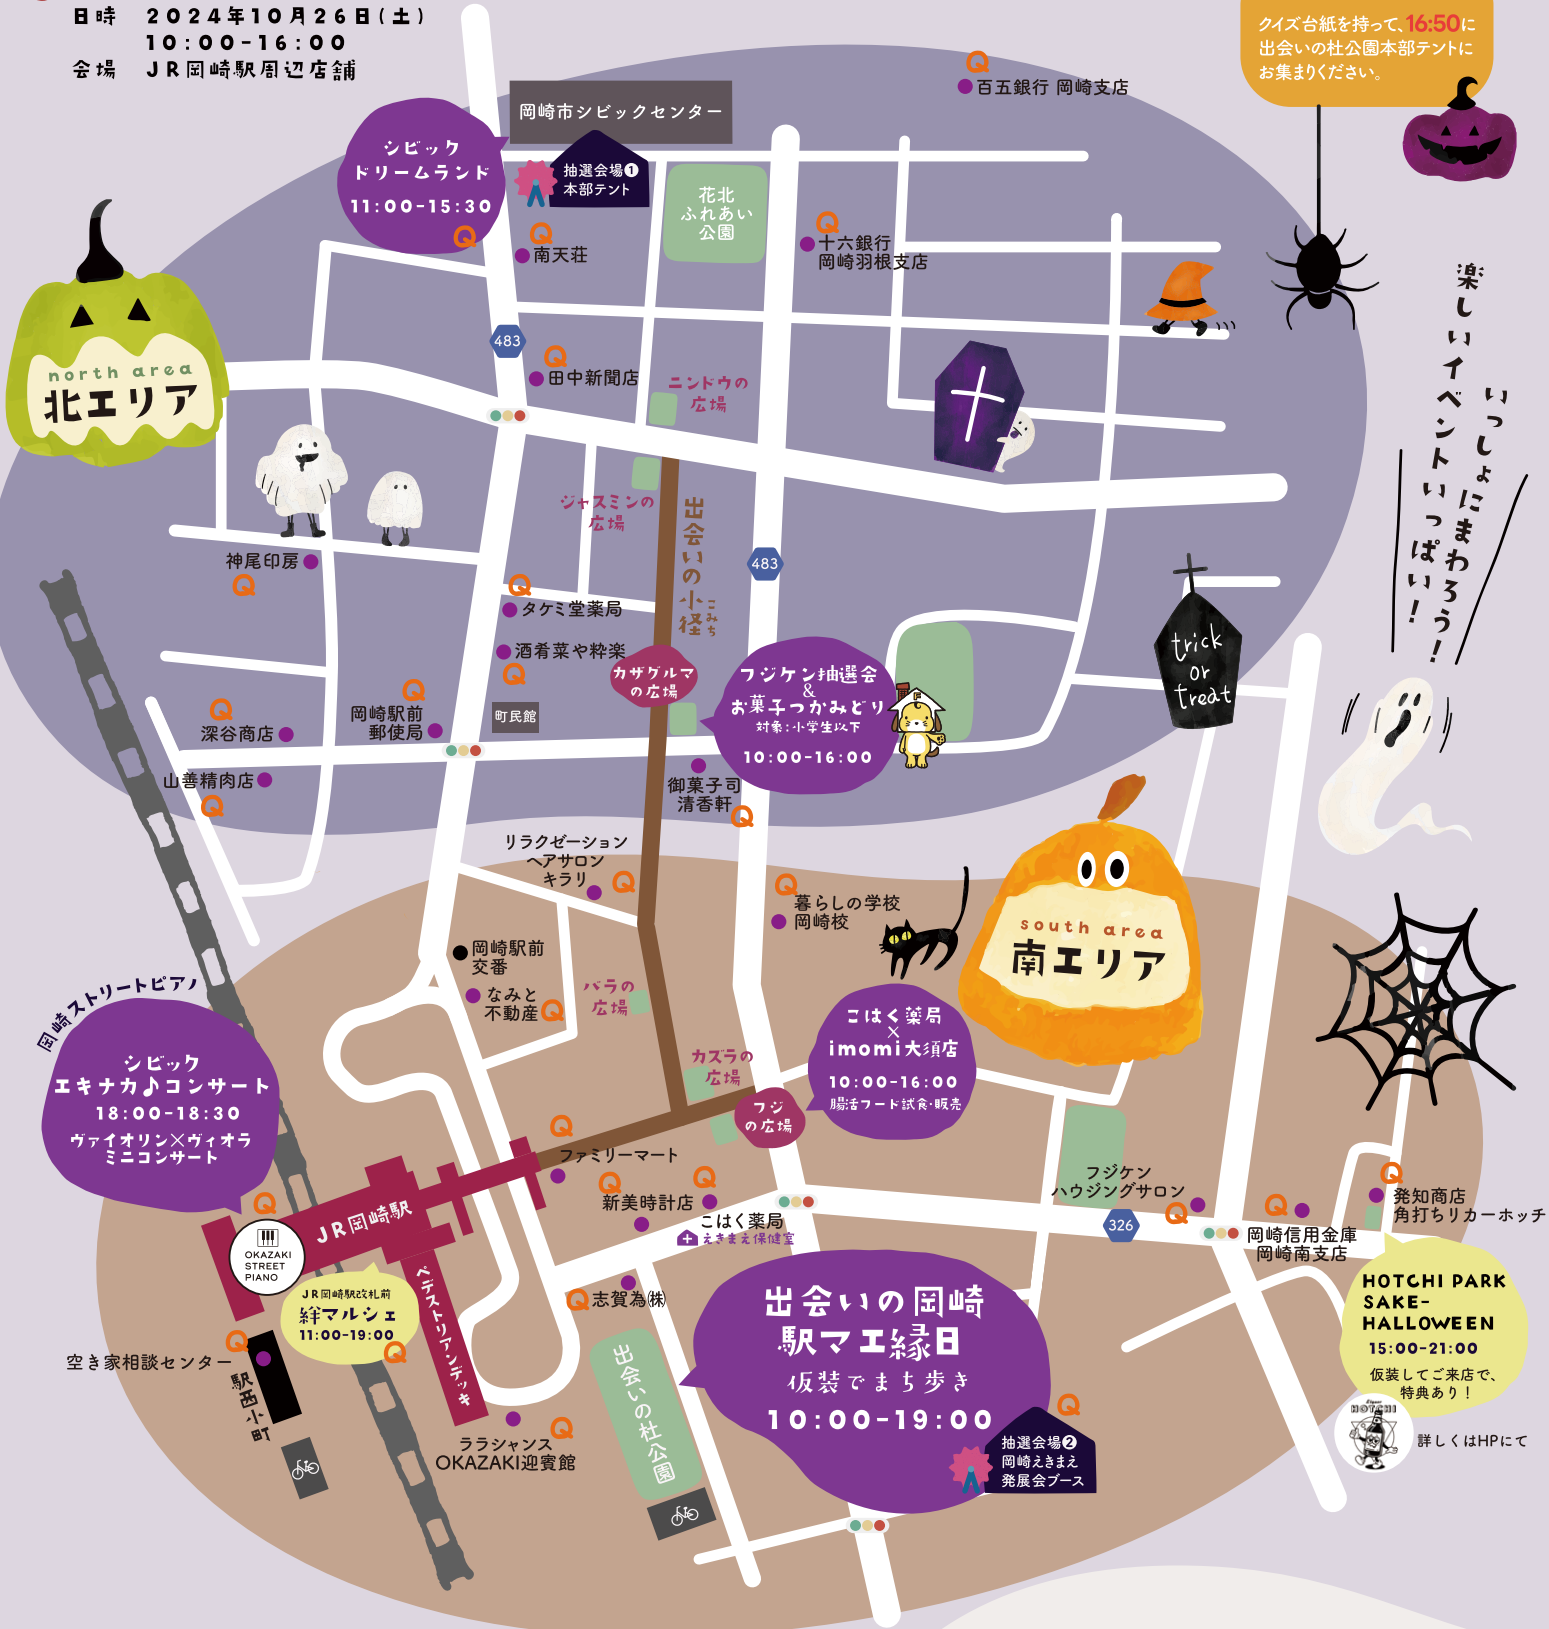 日時 2024年10月26日(土)
10:00-16:00
会場 JR岡崎駅周辺店舗
クイズ台紙を持って、16:50に
出会いの杜公園本部テントに
お集まりください。
楽しいイベントいっぱい!
いっしょにまわろう!
Q
百五銀行 岡崎支店
岡崎市シビックセンター
シビック
ドリームランド
11:00-15:30
Q
抽選会場❶
本部テント
花北
ふれあい
公園
Q
南天荘
Q
十六銀行
岡崎羽根支店
north area
北エリア
483
Q
田中新聞店
ニンドウの
広場
ジャスミンの
広場
出会いの小径
こみち
483
神尾印房
Q
Q
タケミ堂薬局
酒肴菜や粋楽
Q
カザグルマ
の広場
フジケン抽選会
&
お菓子つかみどり
対象:小学生以下
10:00-16:00
F
trick
or
treat
Q
深谷商店
Q
岡崎駅前
郵便局
町民館
山善精肉店
Q
御菓子司
清香軒
Q
リラクゼーション
ヘアサロン
キラリ
Q
Q
暮らしの学校
岡崎校
south area
南エリア
岡崎駅前
交番
なみと
不動産
Q
バラの
広場
カズラの
広場
こはく薬局
×
imomi大須店
10:00-16:00
腸活フード試食・販売
フジ
の広場
岡崎ストリートピアノ
シビック
エキナカ♪コンサート
18:00-18:30
ヴァイオリン×ヴィオラ
ミニコンサート
Q
OKAZAKI
STREET
PIANO
JR岡崎駅
ペデストリアンデッキ
Q
ファミリーマート
Q
新美時計店
Q
こはく薬局
えきまえ保健室
フジケン
ハウジングサロン
Q
326
Q
岡崎信用金庫
岡崎南支店
Q
発知商店
角打ちリカーホッチ
JR岡崎駅改札前
絆マルシェ
11:00-19:00
Q
Q
空き家相談センター
駅西小町
Q
志賀為㈱
出会いの杜公園
Q
ララシャンス
OKAZAKI迎賓館
出会いの岡崎
駅マエ縁日
仮装でまち歩き
10:00-19:00
Q
抽選会場❷
岡崎えきまえ
発展会ブース
HOTCHI PARK
SAKE-
HALLOWEEN
15:00-21:00
仮装してご来店で、
特典あり!
Liquor
HOTCHI
詳しくはHPにて